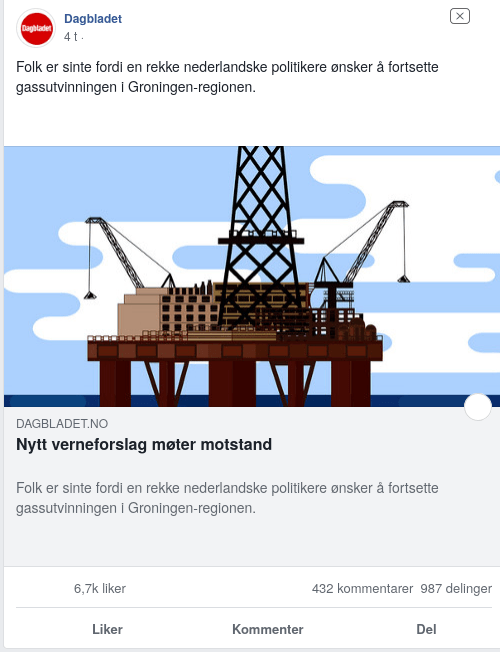 Dagbladet
Dagbladet
4 t ·
Folk er sinte fordi en rekke nederlandske politikere ønsker å fortsette
gassutvinningen i Groningen-regionen.
DAGBLADET.NO
Nytt verneforslag møter motstand
Folk er sinte fordi en rekke nederlandske politikere ønsker å fortsette
gassutvinningen i Groningen-regionen.
6,7k liker 432 kommentarer 987 delinger
Liker Kommenter Del